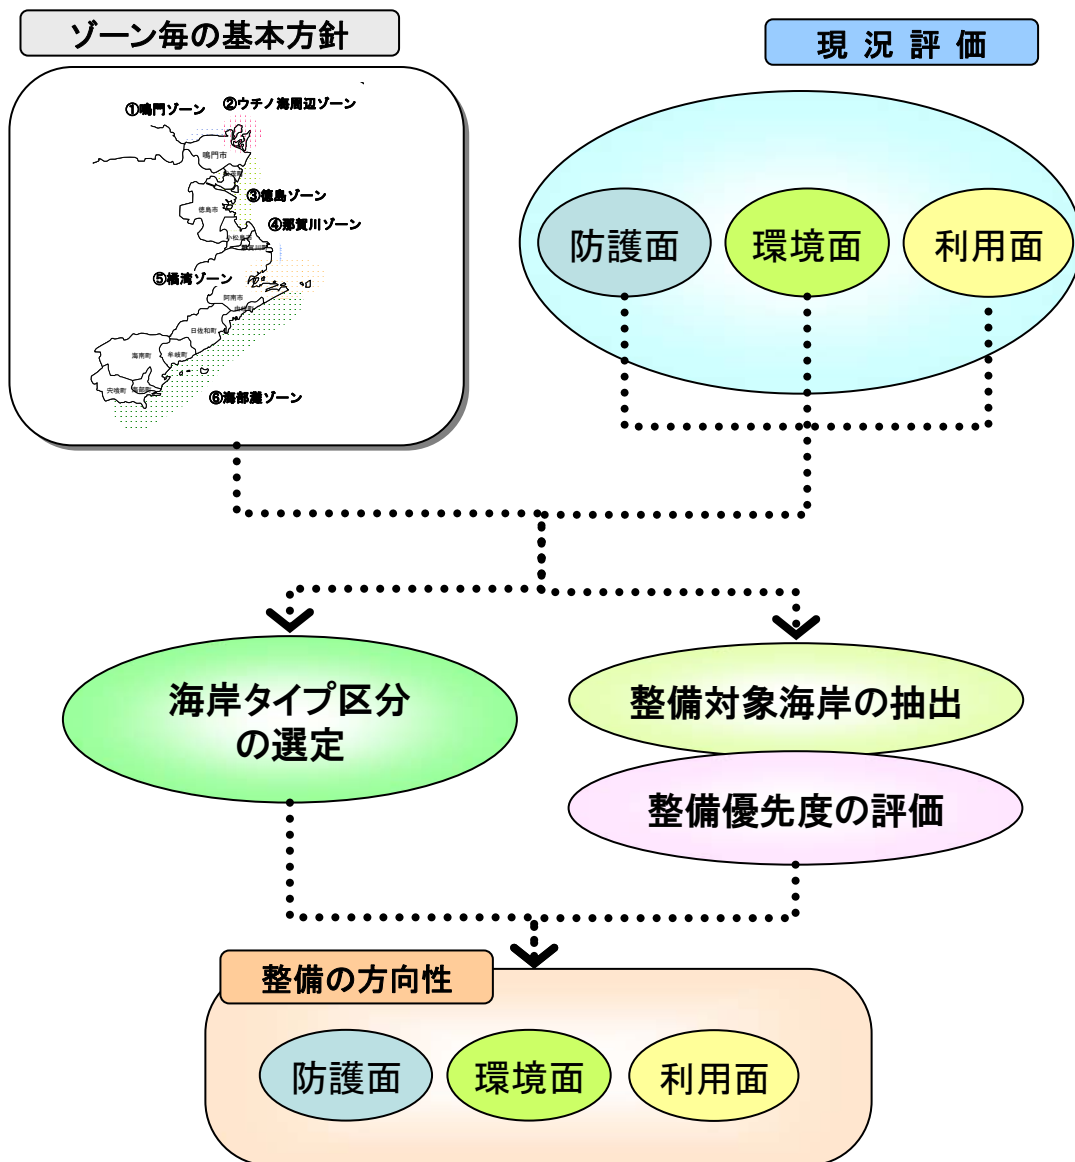 ゾーン毎の基本方針
現 況 評 価
①鳴門ゾーン
②ウチノ海周辺ゾーン
鳴門市
③徳島ゾーン
徳島市
④那賀川ゾーン
⑤橘湾ゾーン
阿南市
日佐和町
海南町
牟岐町
宍喰町
⑥海部灘ゾーン
防護面
環境面
利用面
海岸タイプ区分
の選定
整備対象海岸の抽出
整備優先度の評価
整備の方向性
防護面
環境面
利用面